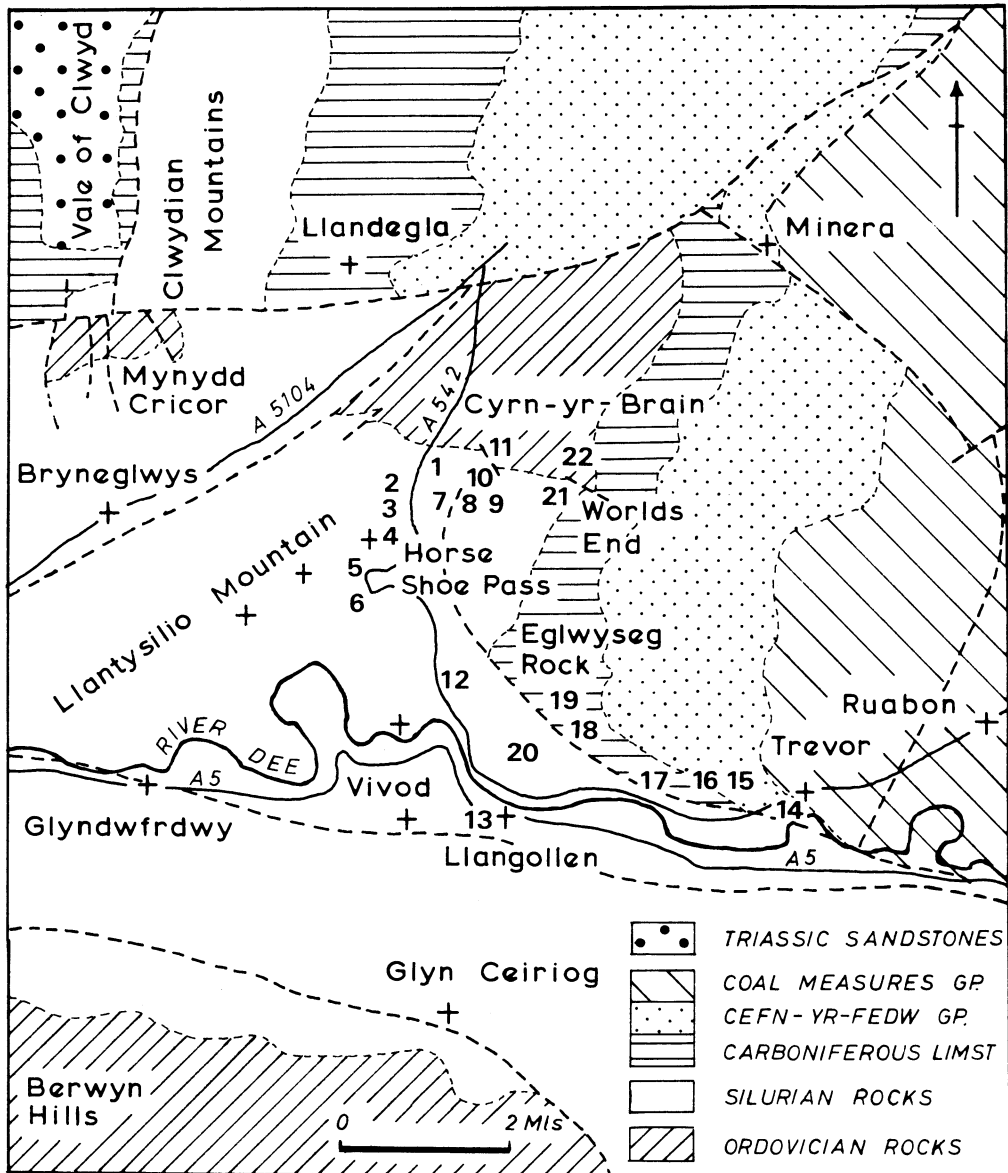 Vale of Clwyd
Clwydian
Mountains
Llandegla
Minera
Mynydd
Cricor
A 5104
A 542
Cyrn-yr-Brain
Bryneglwys
1
2
3
4
5
6
7
8
9
10
11
22
21
Worlds
End
Horse
Shoe Pass
Llantysilio Mountain
Eglwyseg
Rock
12
19
18
20
17
16
15
14
13
Ruabon
Trevor
RIVER DEE
A5
Vivod
Glyndwfrdwy
Llangollen
A5
Glyn Ceiriog
Berwyn
Hills
0 2 Mls
TRIASSIC SANDSTONES
COAL MEASURES GP.
CEFN-YR-FEDW GP.
CARBONIFEROUS LIMST
SILURIAN ROCKS
ORDOVICIAN ROCKS